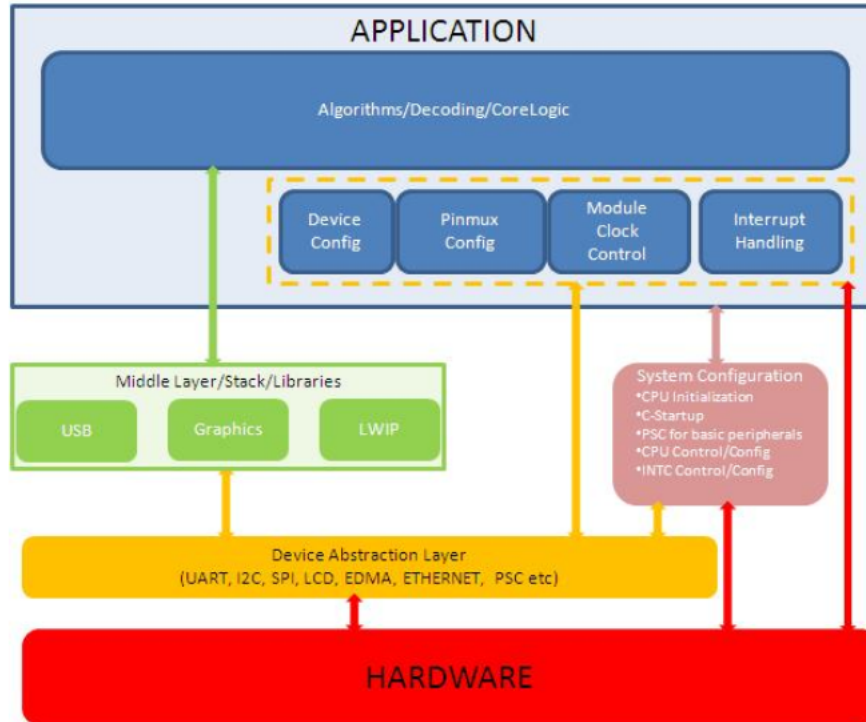 APPLICATION
Algorithms/Decoding/CoreLogic
Device
Config
Pinmux
Config
Module
Clock
Control
Interrupt
Handling
Middle Layer/Stack/Libraries
USB
Graphics
LWIP
System Configuration
•CPU Initialization
•C-Startup
•PSC for basic peripherals
•CPU Control/Config
•INTC Control/Config
Device Abstraction Layer
(UART, I2C, SPI, LCD, EDMA, ETHERNET, PSC etc)
HARDWARE